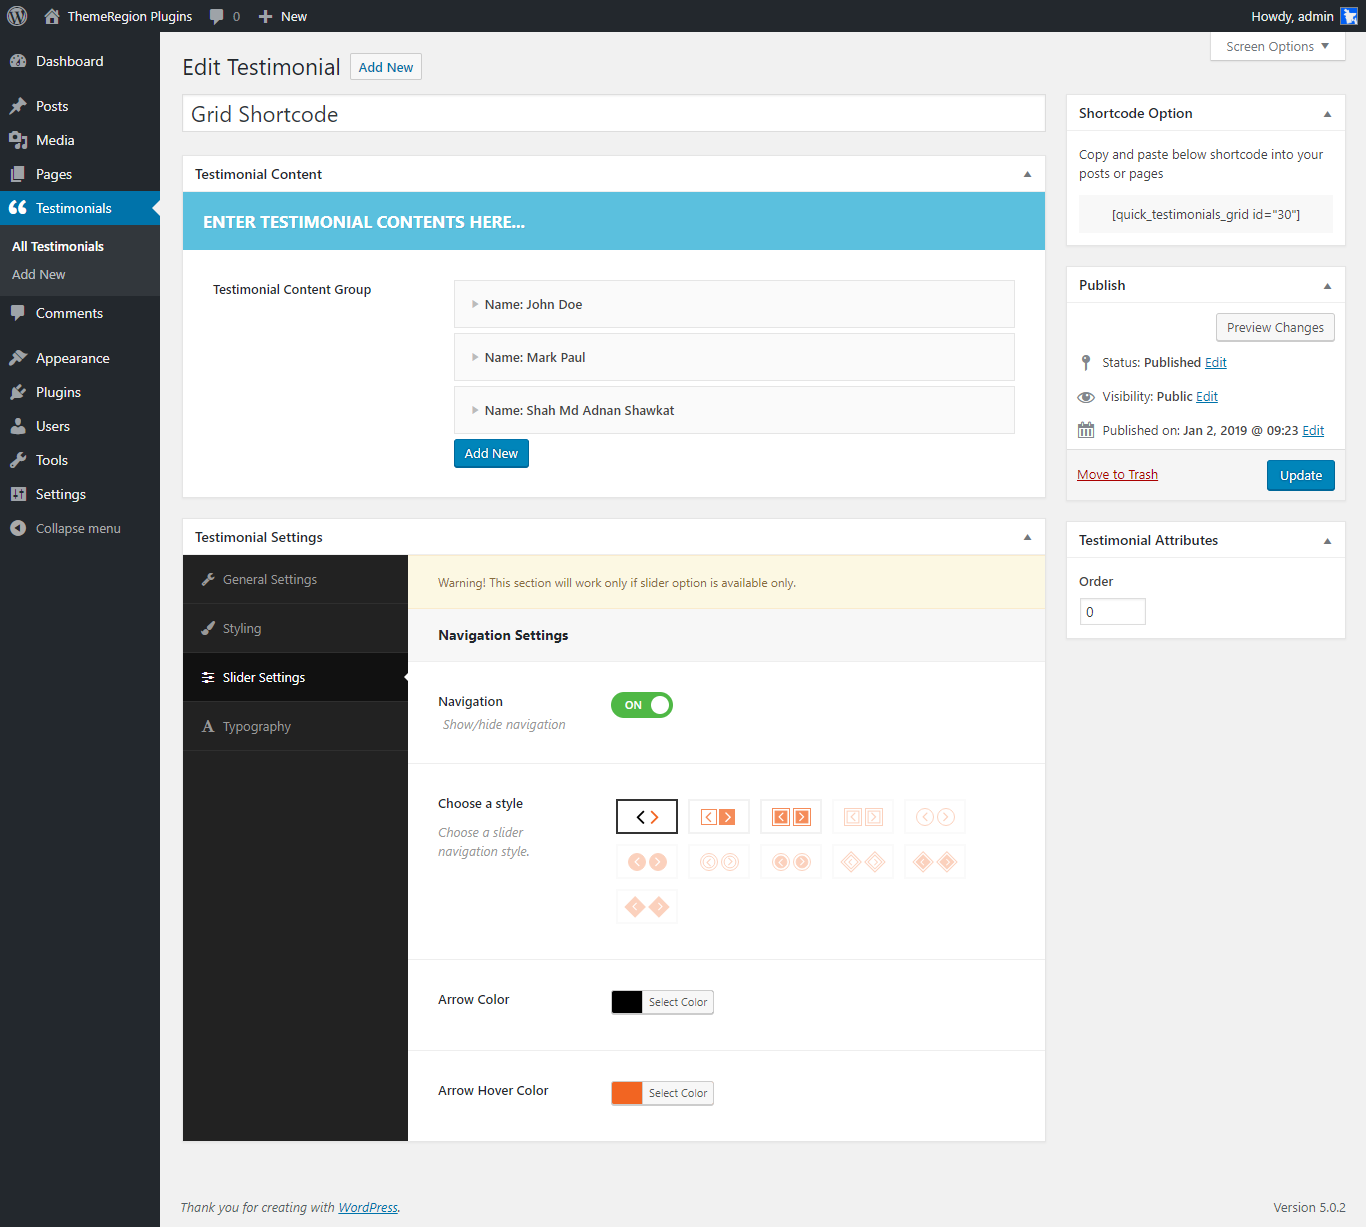 ThemeRegion Plugins
0
New
Howdy, admin
Dashboard
Posts
Media
Pages
Testimonials
All Testimonials
Add New
Comments
Appearance
Plugins
Users
Tools
Settings
Collapse menu
Screen Options
Edit Testimonial
Add New
Grid Shortcode
Testimonial Content
ENTER TESTIMONIAL CONTENTS HERE...
Testimonial Content Group
Name: John Doe
Name: Mark Paul
Name: Shah Md Adnan Shawkat
Add New
Testimonial Settings
General Settings
Styling
Slider Settings
Typography
Warning! This section will work only if slider option is available only.
Navigation Settings
Navigation
Show/hide navigation
ON
Choose a style
Choose a slider
navigation style.
Arrow Color
Select Color
Arrow Hover Color
Select Color
Shortcode Option
Copy and paste below shortcode into your
posts or pages
[quick_testimonials_grid id="30"]
Publish
Preview Changes
Status: Published Edit
Visibility: Public Edit
Published on: Jan 2, 2019 @ 09:23 Edit
Move to Trash
Update
Testimonial Attributes
Order
0
Thank you for creating with WordPress.
Version 5.0.2